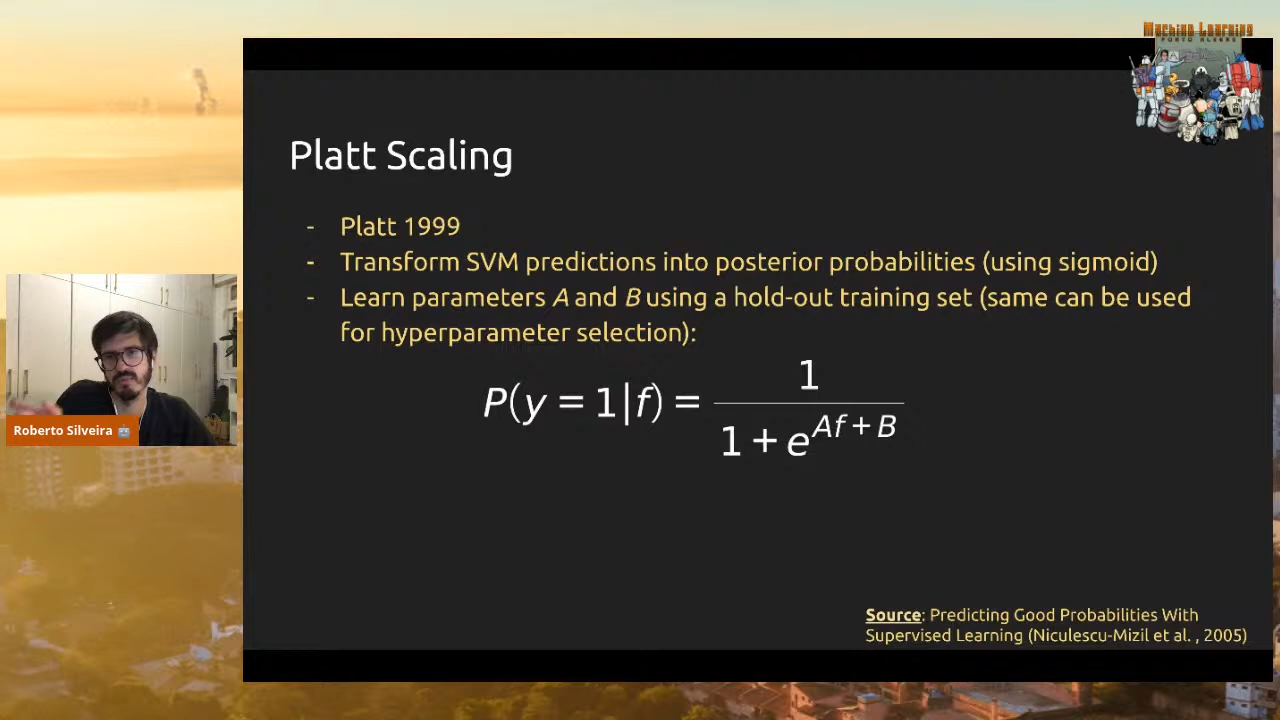 Machine Learning
PORTO ALEGRE
Platt Scaling
- Platt 1999
- Transform SVM predictions into posterior probabilities (using sigmoid)
- Learn parameters A and B using a hold-out training set (same can be used
for hyperparameter selection):
P(y = 1|f) = 1 / (1 + e^{Af + B})
Roberto Silveira 🤖
Source: Predicting Good Probabilities With
Supervised Learning (Niculescu-Mizil et al. , 2005)